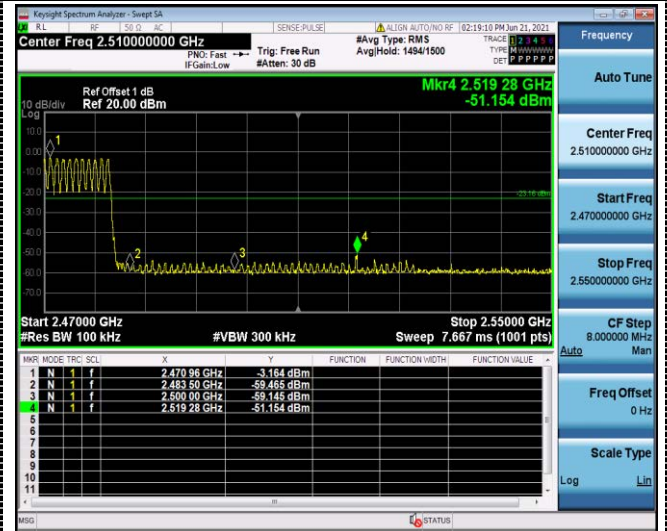 Keysight Spectrum Analyzer - Swept SA
RL RF 50 Ω AC SENSE:PULSE ALIGN AUTO/NO RF 02:19:10 PM Jun 21, 2021
Center Freq 2.510000000 GHz
PNO: Fast
IFGain:Low
Trig: Free Run
#Atten: 30 dB
#Avg Type: RMS
Avg|Hold: 1494/1500
TRACE 1 2 3 4 5 6
TYPE M WWWWW
DET P P P P P P
Mkr4 2.519 28 GHz
-51.154 dBm
Ref Offset 1 dB
10 dB/div Ref 20.00 dBm
Log
10.0
0.00
-10.0
-20.0
-30.0
-40.0
-50.0
-60.0
-70.0
1
2
3
4
-23.16 dBm
Start 2.47000 GHz Stop 2.55000 GHz
#Res BW 100 kHz #VBW 300 kHz Sweep 7.667 ms (1001 pts)
MKR MODE TRC SCL X Y FUNCTION FUNCTION WIDTH FUNCTION VALUE
1 N 1 f 2.470 96 GHz -3.164 dBm
2 N 1 f 2.483 50 GHz -59.465 dBm
3 N 1 f 2.500 00 GHz -59.145 dBm
4 N 1 f 2.519 28 GHz -51.154 dBm
5
6
7
8
9
10
11
MSG STATUS
Frequency
Auto Tune
Center Freq
2.510000000 GHz
Start Freq
2.470000000 GHz
Stop Freq
2.550000000 GHz
CF Step
8.000000 MHz
Auto Man
Freq Offset
0 Hz
Scale Type
Log Lin